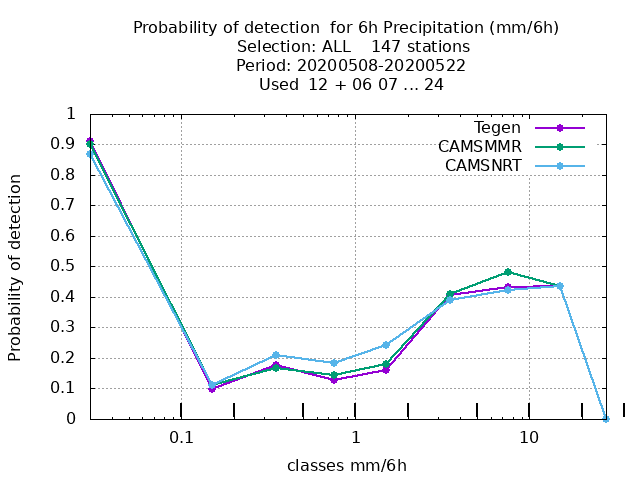 Probability of detection  for 6h Precipitation (mm/6h)
Selection: ALL    147 stations
Period: 20200508-20200522
Used  12 + 06 07 ... 24
Tegen
CAMSMMR
CAMSNRT
1
0.9
0.8
0.7
0.6
0.5
0.4
0.3
0.2
0.1
0
Probability of detection
0.1 1 10
classes mm/6h